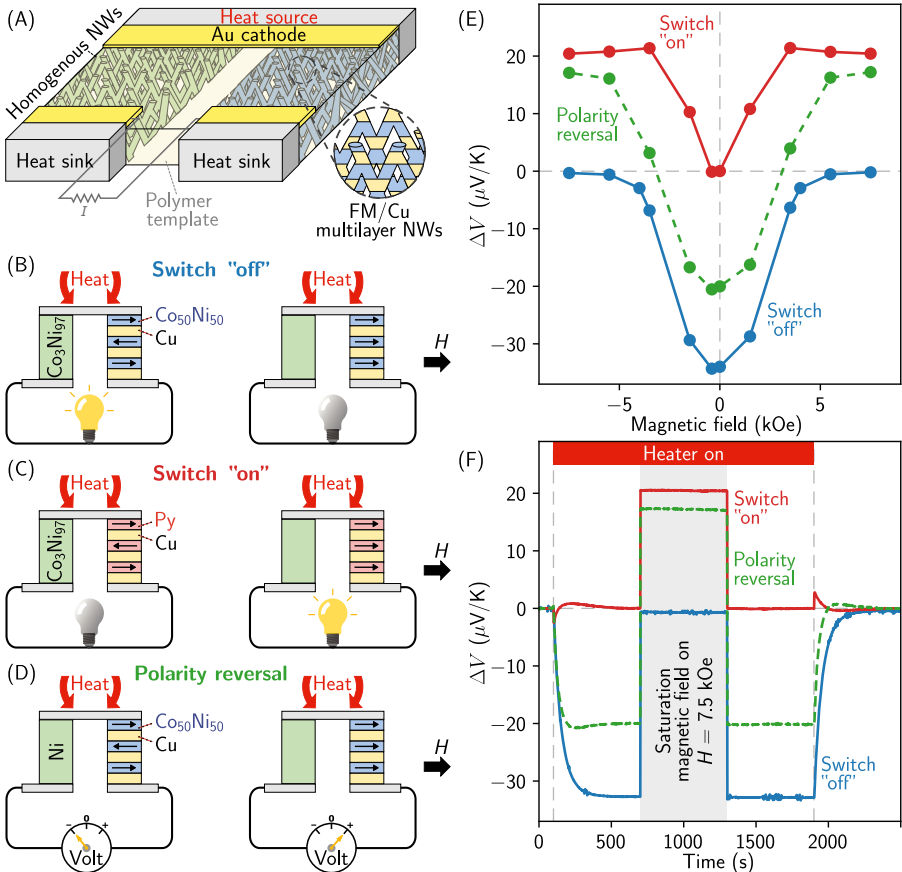 (A)
Heat source
Au cathode
Homogenous NWs
Heat sink
Heat sink
I
Polymer
template
FM/Cu
multilayer NWs
(B)
Switch "off"
Heat
Heat
Co50Ni50
Cu
Co3Ni97
H
(C)
Switch "on"
Heat
Heat
Py
Cu
Co3Ni97
H
(D)
Polarity reversal
Heat
Heat
Co50Ni50
Cu
Ni
H
− 0 +
Volt
− 0 +
Volt
(E)
Switch
"on"
Polarity
reversal
Switch
"off"
20
10
0
−10
−20
−30
ΔV (μV/K)
−5 0 5
Magnetic field (kOe)
(F)
Heater on
Switch
"on"
Polarity
reversal
Saturation
magnetic field on
H = 7.5 kOe
Switch
"off"
20
10
0
−10
−20
−30
ΔV (μV/K)
0 500 1000 1500 2000
Time (s)